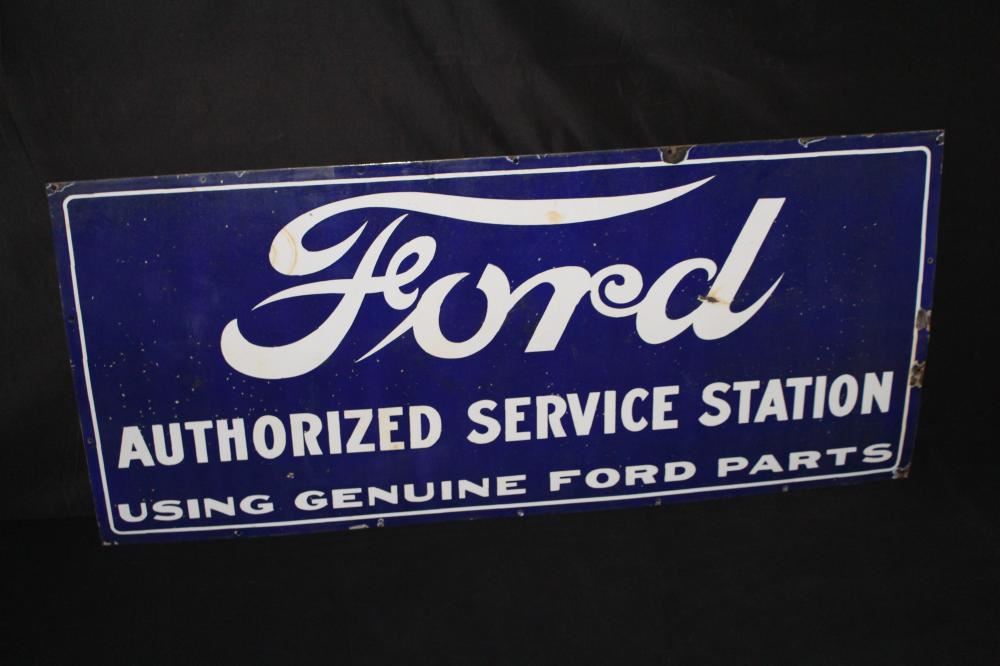 Ford
AUTHORIZED SERVICE STATION
USING GENUINE FORD PARTS